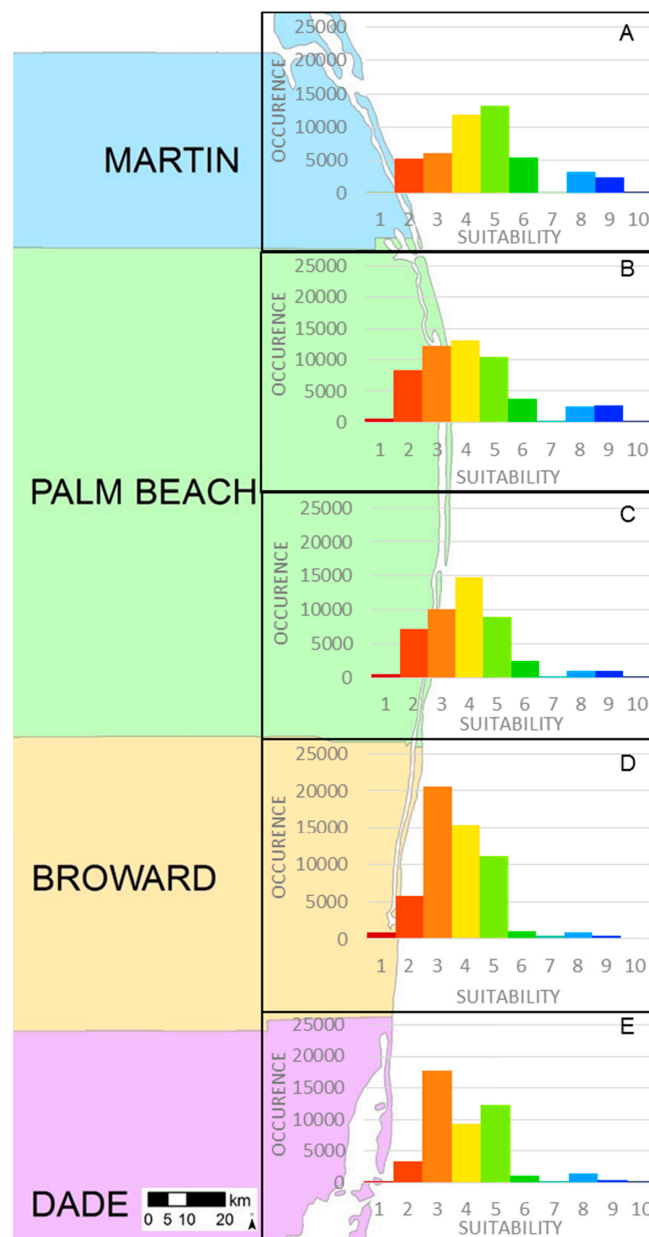 A
OCCURENCE
25000
20000
15000
10000
5000
0
1 2 3 4 5 6 7 8 9 10
SUITABILITY
MARTIN
B
OCCURENCE
25000
20000
15000
10000
5000
0
1 2 3 4 5 6 7 8 9 10
SUITABILITY
PALM BEACH
C
OCCURENCE
25000
20000
15000
10000
5000
0
1 2 3 4 5 6 7 8 9 10
SUITABILITY
D
OCCURENCE
25000
20000
15000
10000
5000
0
1 2 3 4 5 6 7 8 9 10
SUITABILITY
BROWARD
E
OCCURENCE
25000
20000
15000
10000
5000
0
1 2 3 4 5 6 7 8 9 10
SUITABILITY
DADE
km
0 5 10 20